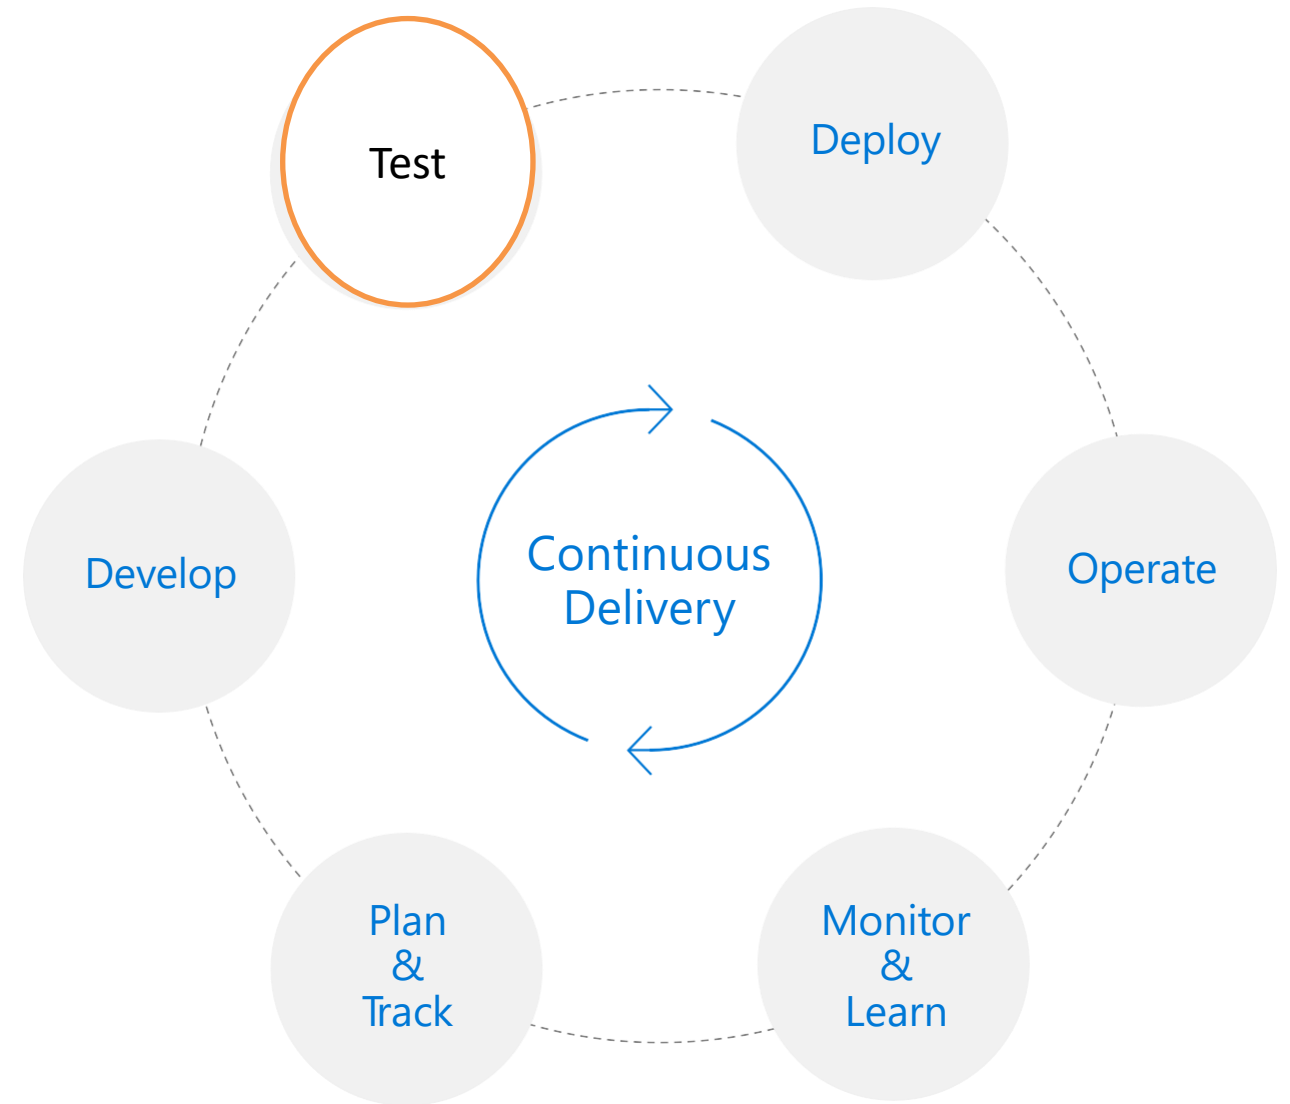 Test
Deploy
Develop
Continuous
Delivery
Operate
Plan
&
Track
Monitor
&
Learn